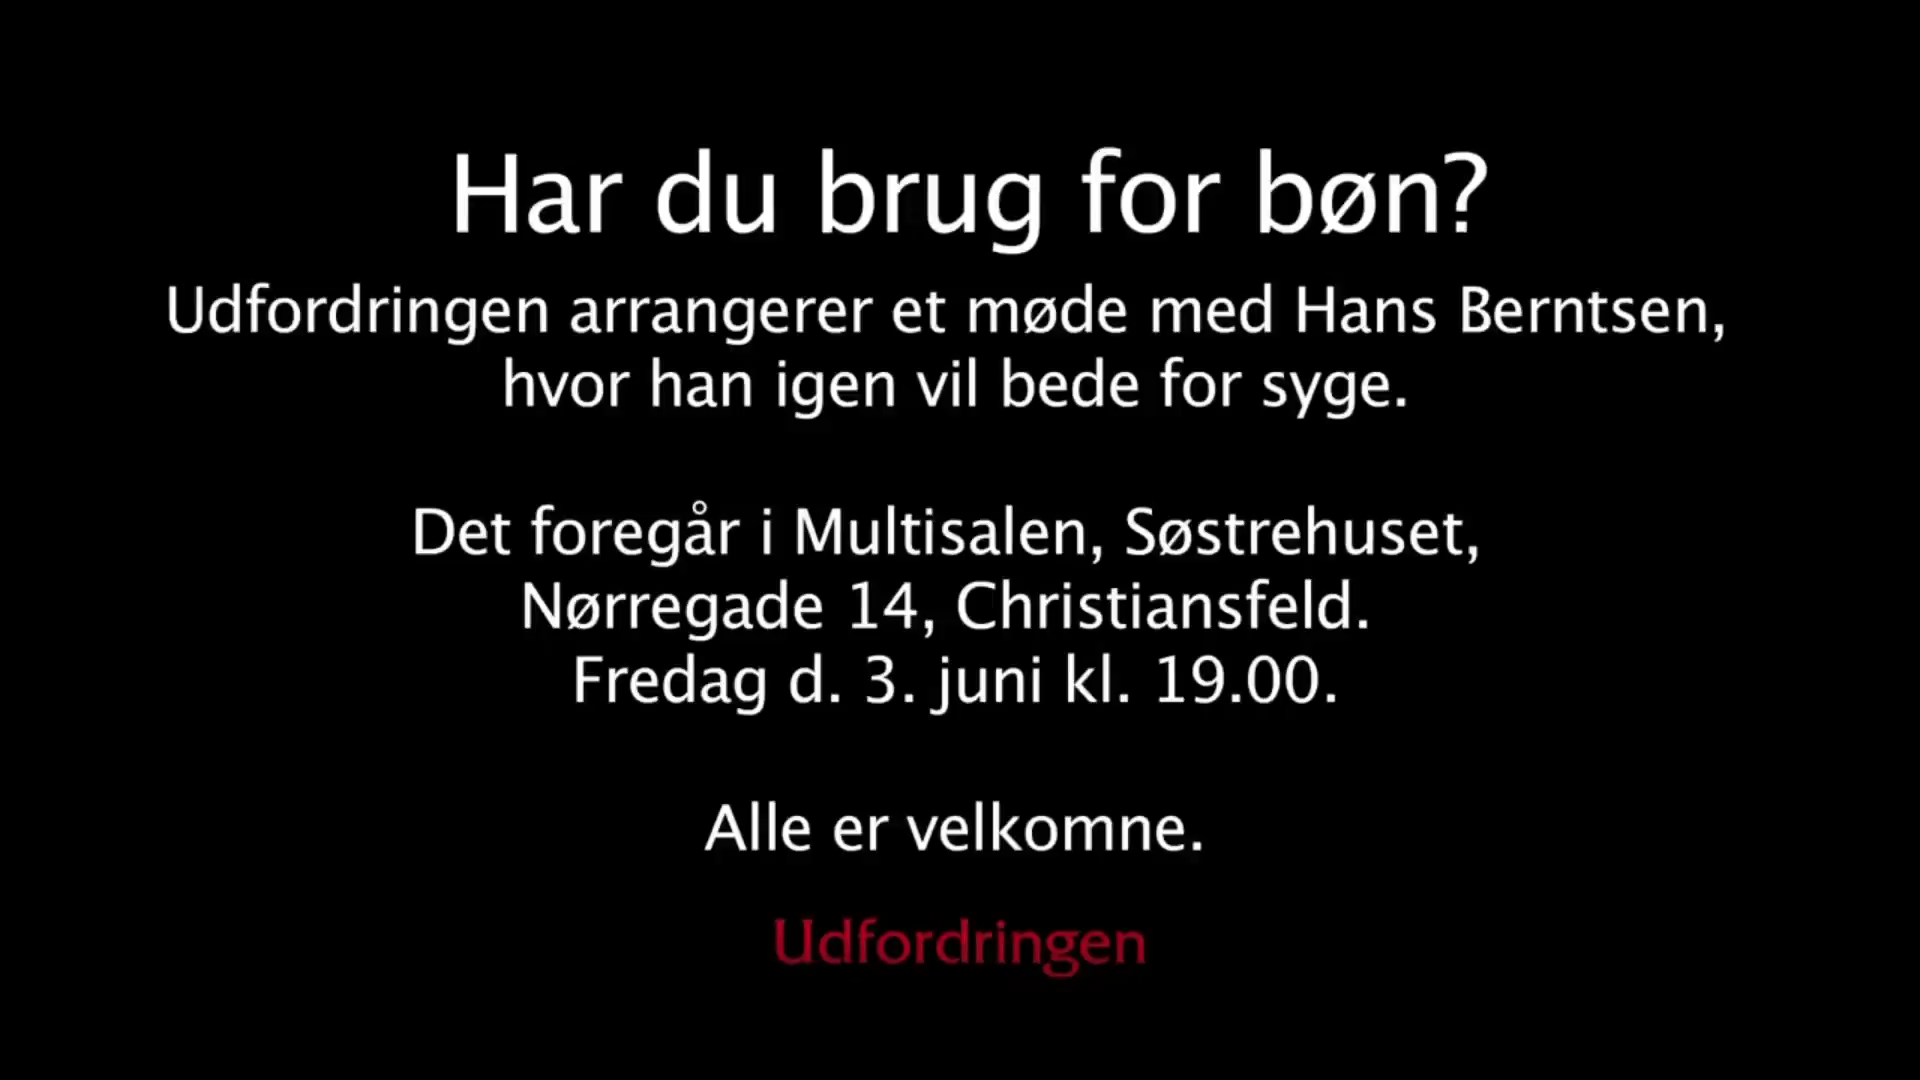 Har du brug for bøn?
Udfordringen arrangerer et møde med Hans Berntsen,
hvor han igen vil bede for syge.
Det foregår i Multisalen, Søstrehuset,
Nørregade 14, Christiansfeld.
Fredag d. 3. juni kl. 19.00.
Alle er velkomne.
Udfordringen